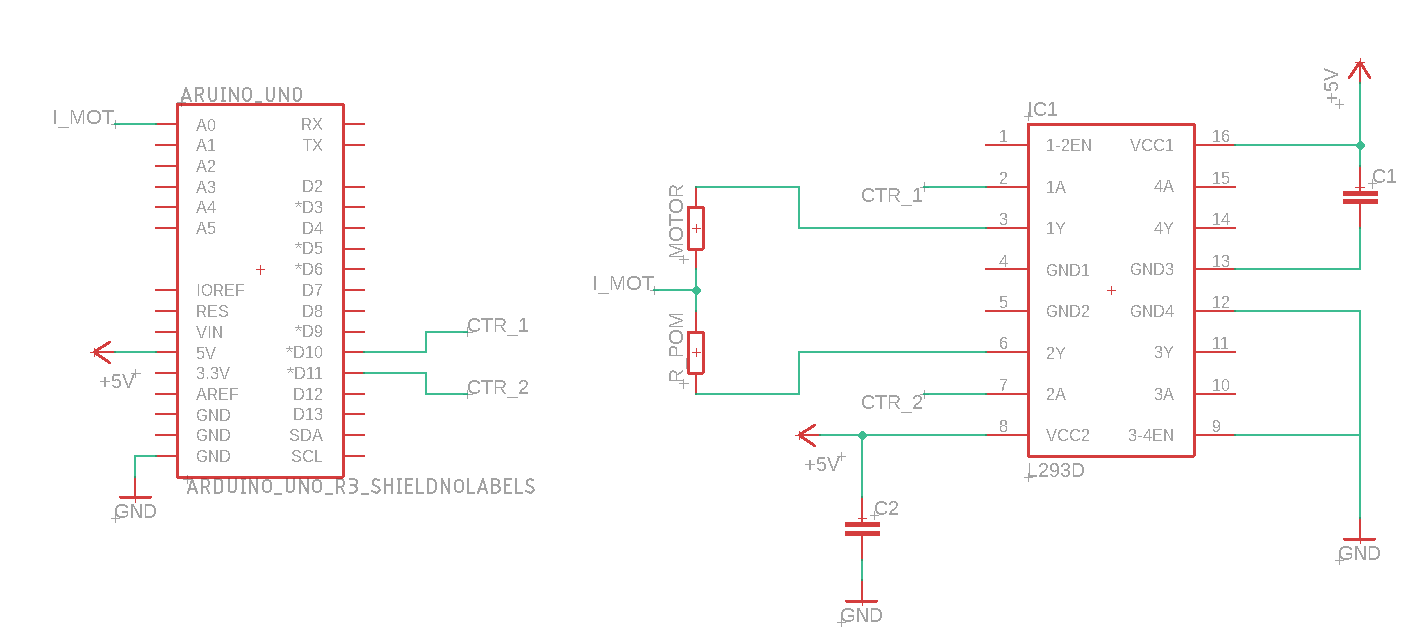 ARUINO_UNO
I_MOT
A0
RX
A1
TX
A2
A3
D2
A4
*D3
A5
D4
*D5
*D6
IOREF
D7
RES
D8
VIN
*D9
5V
*D10
3.3V
*D11
AREF
D12
GND
D13
GND
SDA
GND
SCL
+5V
CTR_1
CTR_2
GND
ARDUINO_UNO_R3_SHIELDNOLABELS
MOTOR
I_MOT
R_POM
IC1
1
1-2EN
VCC1
16
CTR_1
2
1A
4A
15
3
1Y
4Y
14
4
GND1
GND3
13
5
GND2
GND4
12
6
2Y
3Y
11
CTR_2
7
2A
3A
10
8
VCC2
3-4EN
9
L293D
+5V
C1
+5V
C2
GND
GND